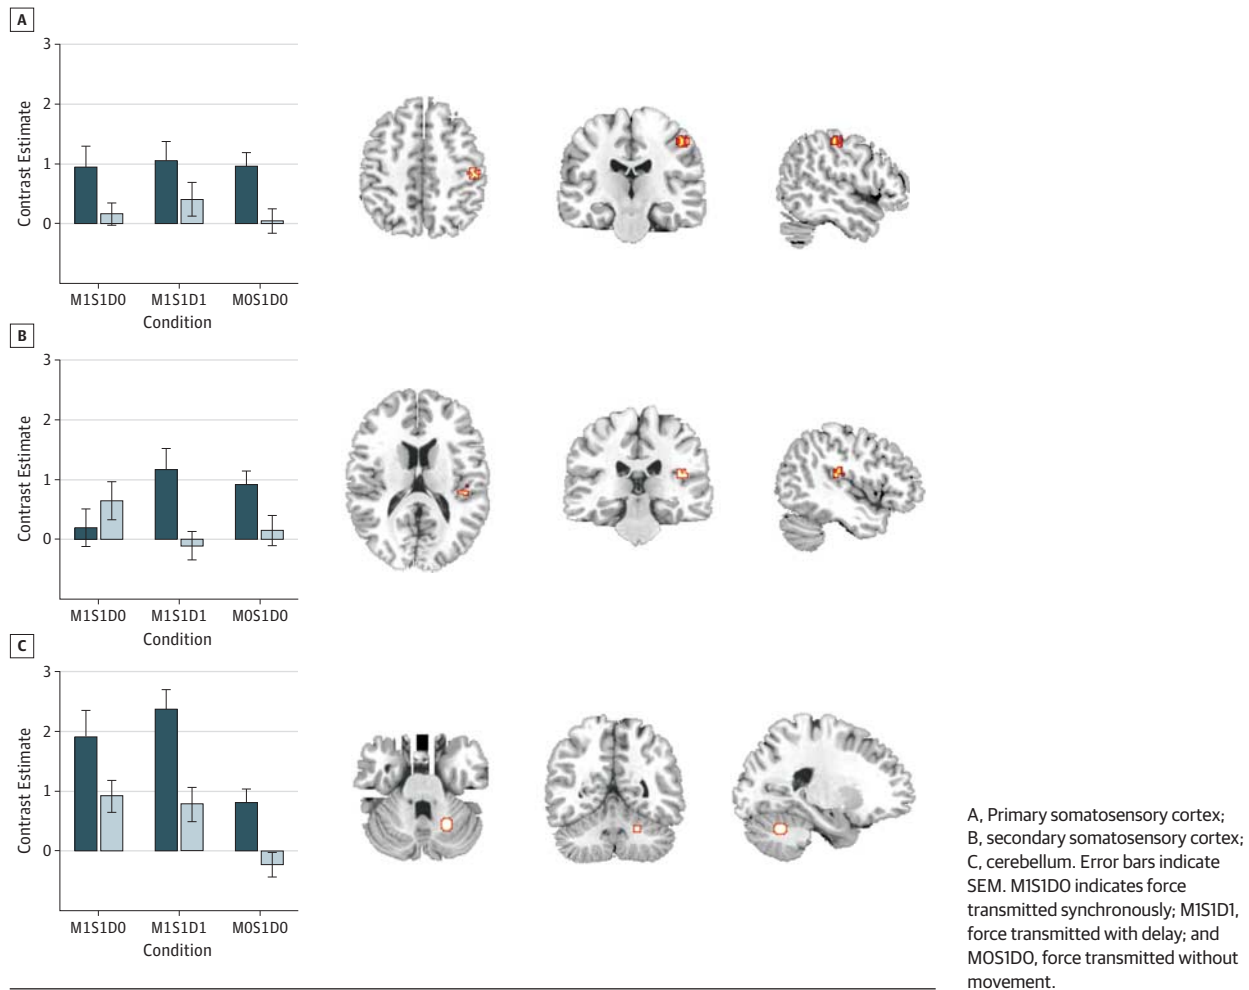 A
3
2
1
0
Contrast Estimate
M1S1D0 M1S1D1 M0S1D0
Condition
B
3
2
1
0
Contrast Estimate
M1S1D0 M1S1D1 M0S1D0
Condition
C
3
2
1
0
Contrast Estimate
M1S1D0 M1S1D1 M0S1D0
Condition
A, Primary somatosensory cortex;
B, secondary somatosensory cortex;
C, cerebellum. Error bars indicate
SEM. M1S1D0 indicates force
transmitted synchronously; M1S1D1,
force transmitted with delay; and
M0S1D0, force transmitted without
movement.